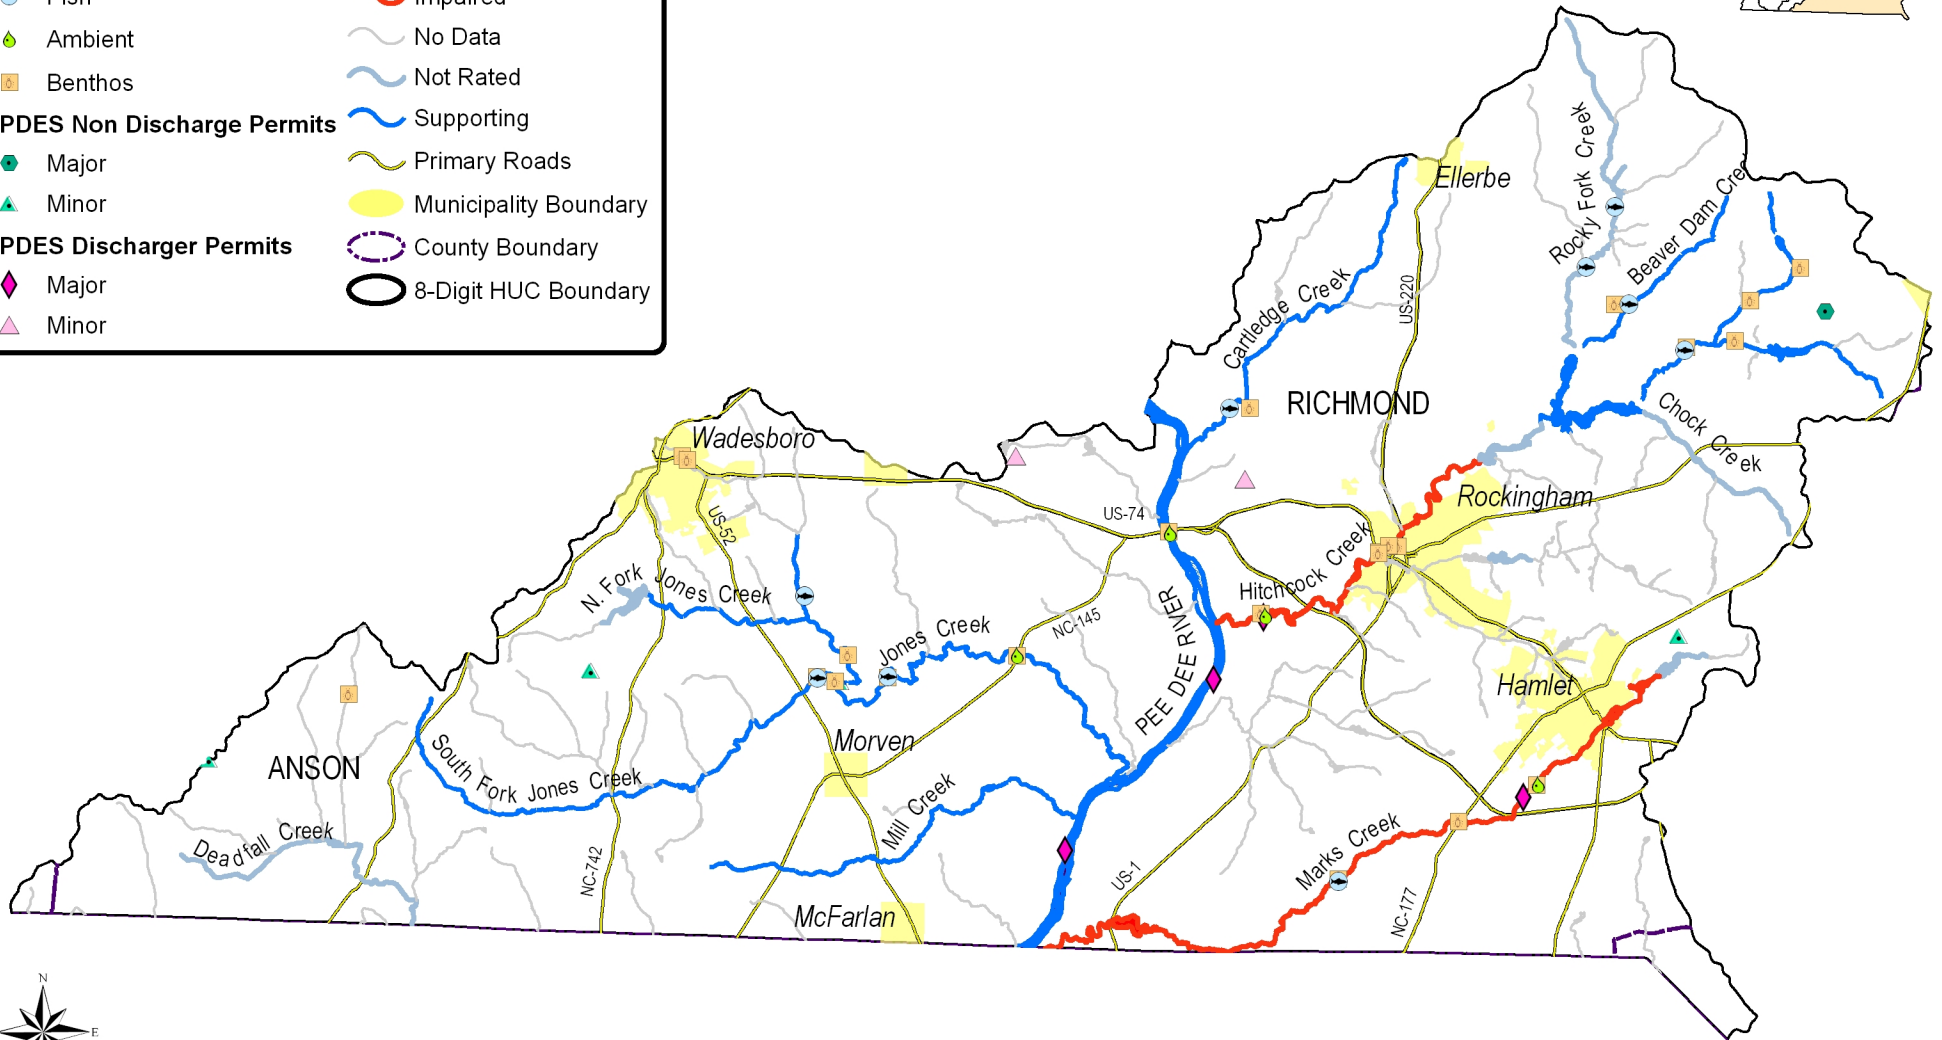 Fish
Impaired
Ambient
No Data
Benthos
Not Rated
PDES Non Discharge Permits
Supporting
Major
Primary Roads
Minor
Municipality Boundary
PDES Discharger Permits
County Boundary
Major
8-Digit HUC Boundary
Minor
Ellerbe
Rocky Fork Creek
Beaver Dam Cree
Cartledge Creek
US-220
RICHMOND
Chock Creek
Wadesboro
Rockingham
US-74
US-52
Hitchcock Creek
N. Fork Jones Creek
Jones Creek
NC-145
PEE DEE RIVER
Hamlet
Morven
ANSON
South Fork Jones Creek
Mill Creek
Deadfall Creek
Marks Creek
NC-742
US-1
NC-177
McFarlan
N
E